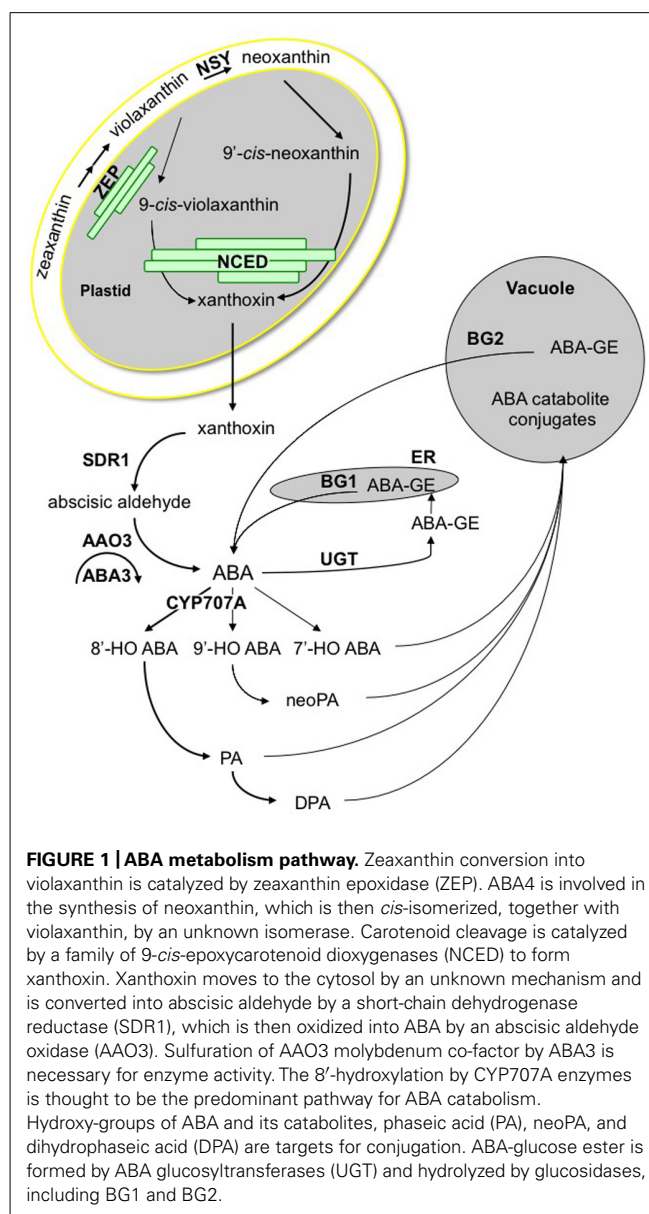 NSY
neoxanthin
violaxanthin
ZEP
zeaxanthin
9'-cis-neoxanthin
9-cis-violaxanthin
NCED
Plastid
xanthoxin
Vacuole
BG2
ABA-GE
ABA catabolite
conjugates
xanthoxin
SDR1
ER
abscisic aldehyde
BG1
ABA-GE
ABA-GE
AAO3
ABA3
ABA
UGT
CYP707A
8'-HO ABA
9'-HO ABA
7'-HO ABA
neoPA
PA
DPA
FIGURE 1 | ABA metabolism pathway. Zeaxanthin conversion into
violaxanthin is catalyzed by zeaxanthin epoxidase (ZEP). ABA4 is involved in
the synthesis of neoxanthin, which is then cis-isomerized, together with
violaxanthin, by an unknown isomerase. Carotenoid cleavage is catalyzed
by a family of 9-cis-epoxycarotenoid dioxygenases (NCED) to form
xanthoxin. Xanthoxin moves to the cytosol by an unknown mechanism and
is converted into abscisic aldehyde by a short-chain dehydrogenase
reductase (SDR1), which is then oxidized into ABA by an abscisic aldehyde
oxidase (AAO3). Sulfuration of AAO3 molybdenum co-factor by ABA3 is
necessary for enzyme activity. The 8′-hydroxylation by CYP707A enzymes
is thought to be the predominant pathway for ABA catabolism.
Hydroxy-groups of ABA and its catabolites, phaseic acid (PA), neoPA, and
dihydrophaseic acid (DPA) are targets for conjugation. ABA-glucose ester is
formed by ABA glucosyltransferases (UGT) and hydrolyzed by glucosidases,
including BG1 and BG2.